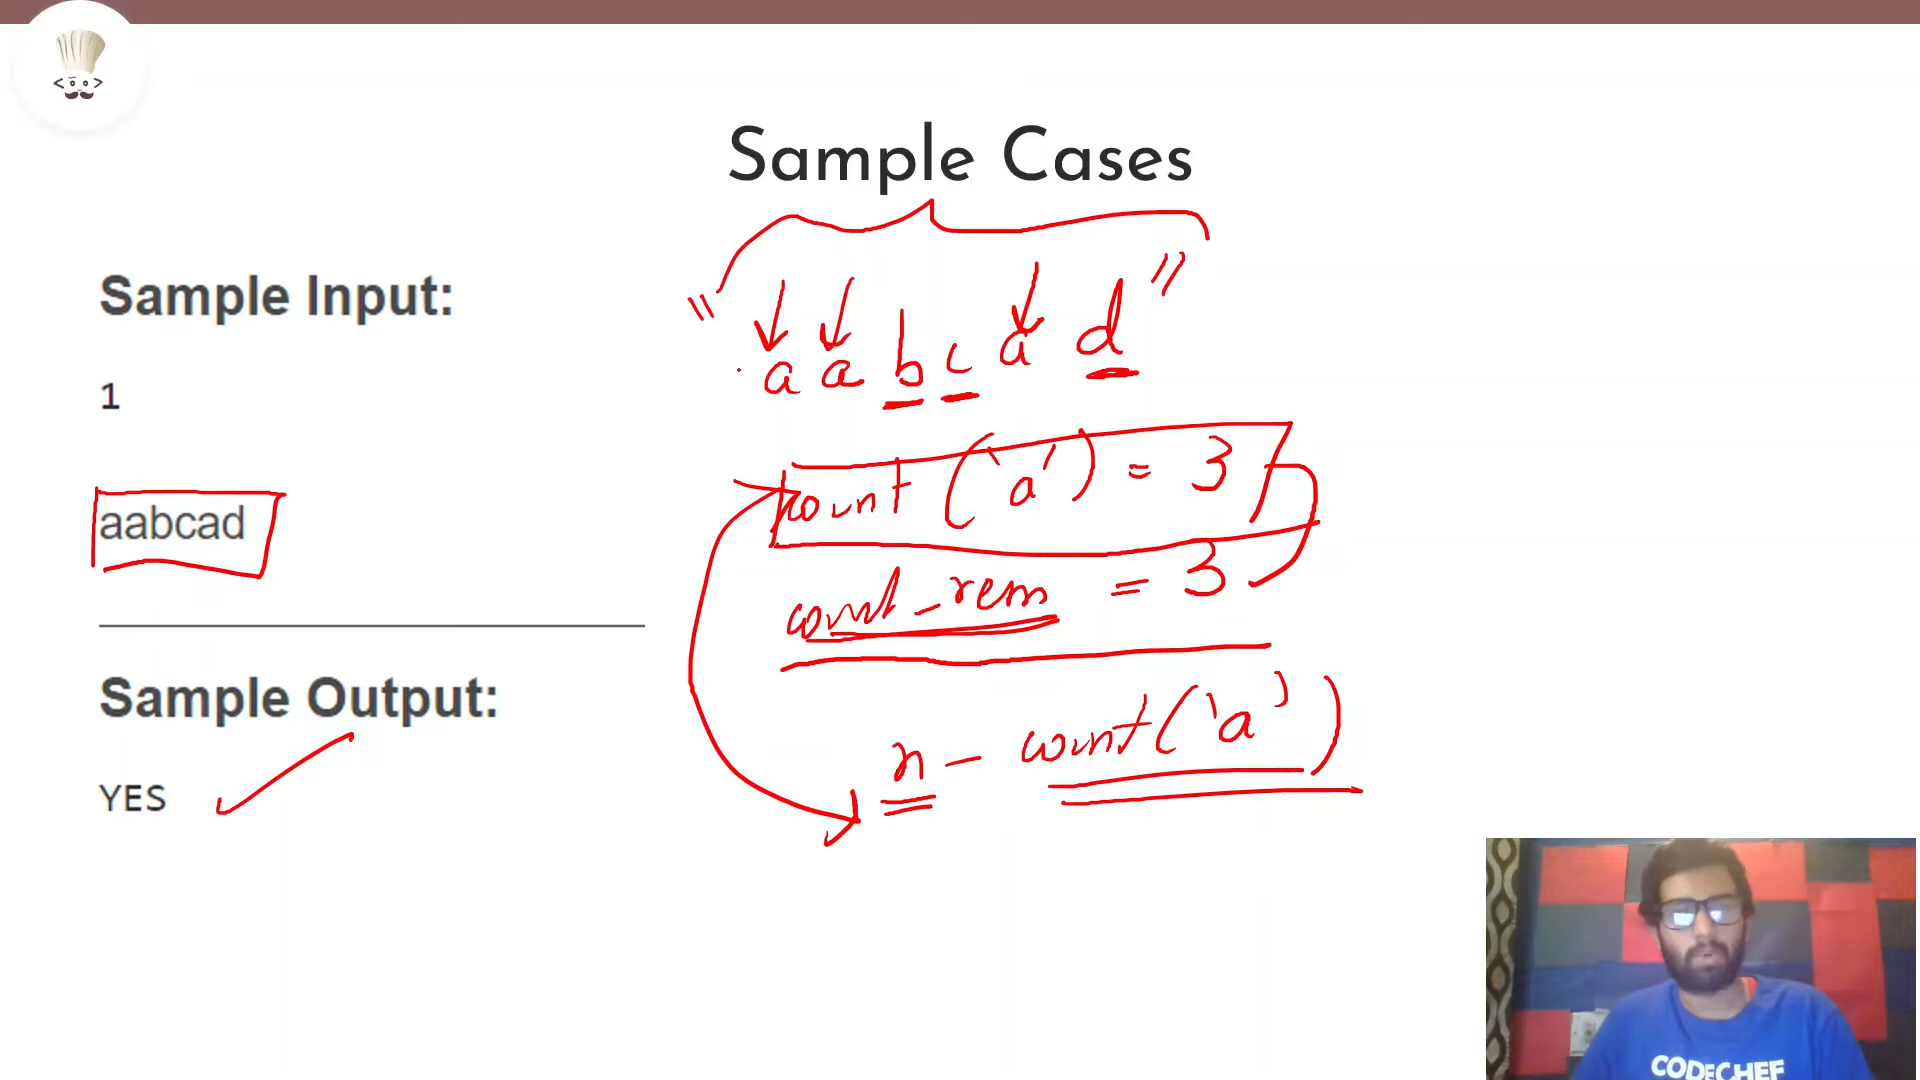 Sample Cases
Sample Input:
1
aabcad
Sample Output:
YES
"aabcad"
count ('a') = 3
count_rem = 3
n - count('a')
CODECHEF